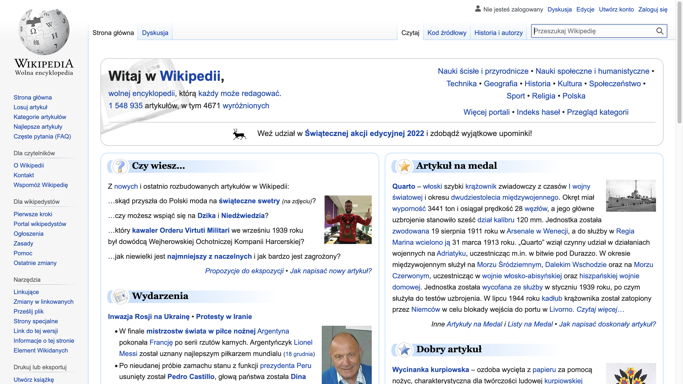 Nie jesteś zalogowany Dyskusja Edycje Utwórz konto Zaloguj się
Strona główna Dyskusja Czytaj Kod źródłowy Historia i autorzy Przeszukaj Wikipedię
WIKIPEDIA
Wolna encyklopedia
Strona główna
Losuj artykuł
Kategorie artykułów
Najlepsze artykuły
Częste pytania (FAQ)
Dla czytelników
O Wikipedii
Kontakt
Wspomóż Wikipedię
Dla wikipedystów
Pierwsze kroki
Portal wikipedystów
Ogłoszenia
Zasady
Pomoc
Ostatnie zmiany
Narzędzia
Linkujące
Zmiany w linkowanych
Prześlij plik
Strony specjalne
Link do tej wersji
Informacje o tej stronie
Element Wikidanych
Drukuj lub eksportuj
Utwórz książkę
Witaj w Wikipedii,
wolnej encyklopedii, którą każdy może redagować.
1 548 935 artykułów, w tym 4671 wyróżnionych
Nauki ścisłe i przyrodnicze • Nauki społeczne i humanistyczne •
Technika • Geografia • Historia • Kultura • Społeczeństwo •
Sport • Religia • Polska
Więcej portali • Indeks haseł • Przegląd kategorii
Weź udział w Świątecznej akcji edycyjnej 2022 i zdobądź wyjątkowe upominki!
Czy wiesz…
Z nowych i ostatnio rozbudowanych artykułów w Wikipedii:
…skąd przyszła do Polski moda na świąteczne swetry (na zdjęciu)?
…czy możesz wspiąć się na Dzika i Niedźwiedzia?
…który kawaler Orderu Virtuti Militari we wrześniu 1939 roku
był dowódcą Wejherowskiej Ochotniczej Kompanii Harcerskiej?
…jak niewielki jest najmniejszy z naczelnych i jak bardzo jest zagrożony?
Propozycje do ekspozycji • Jak napisać nowy artykuł?
Wydarzenia
Inwazja Rosji na Ukrainę • Protesty w Iranie
• W finale mistrzostw świata w piłce nożnej Argentyna
pokonała Francję po serii rzutów karnych. Argentyńczyk Lionel
Messi został uznany najlepszym piłkarzem mundialu (18 grudnia)
• Po nieudanej próbie zamachu stanu z funkcji prezydenta Peru
usunięty został Pedro Castillo, głową państwa została Dina
Artykuł na medal
Quarto – włoski szybki krążownik zwiadowczy z czasów I wojny
światowej i okresu dwudziestolecia międzywojennego. Okręt miał
wyporność 3441 ton i osiągał prędkość 28 węzłów, a jego główne
uzbrojenie stanowiło sześć dział kalibru 120 mm. Jednostka została
zwodowana 19 sierpnia 1911 roku w Arsenale w Wenecji, a do służby w Regia
Marina wcielono ją 31 marca 1913 roku. „Quarto” wziął czynny udział w działaniach
wojennych na Adriatyku, uczestnicząc m.in. w bitwie pod Durazzo. W okresie
międzywojennym służył na Morzu Śródziemnym, Dalekim Wschodzie oraz na Morzu
Czerwonym, uczestnicząc w wojnie włosko-abisyńskiej oraz hiszpańskiej wojnie
domowej. Jednostka została wycofana ze służby w styczniu 1939 roku, po czym
służyła do testów uzbrojenia. W lipcu 1944 roku kadłub krążownika został zatopiony
przez Niemców w celu blokady wejścia do portu w Livorno. Czytaj więcej…
Inne Artykuły na Medal i Listy na Medal • Jak napisać doskonały artykuł?
Dobry artykuł
Wycinanka kurpiowska – ozdoba wycięta z papieru za pomocą
nożyc, charakterystyczna dla twórczości ludowej kurpiowskiej